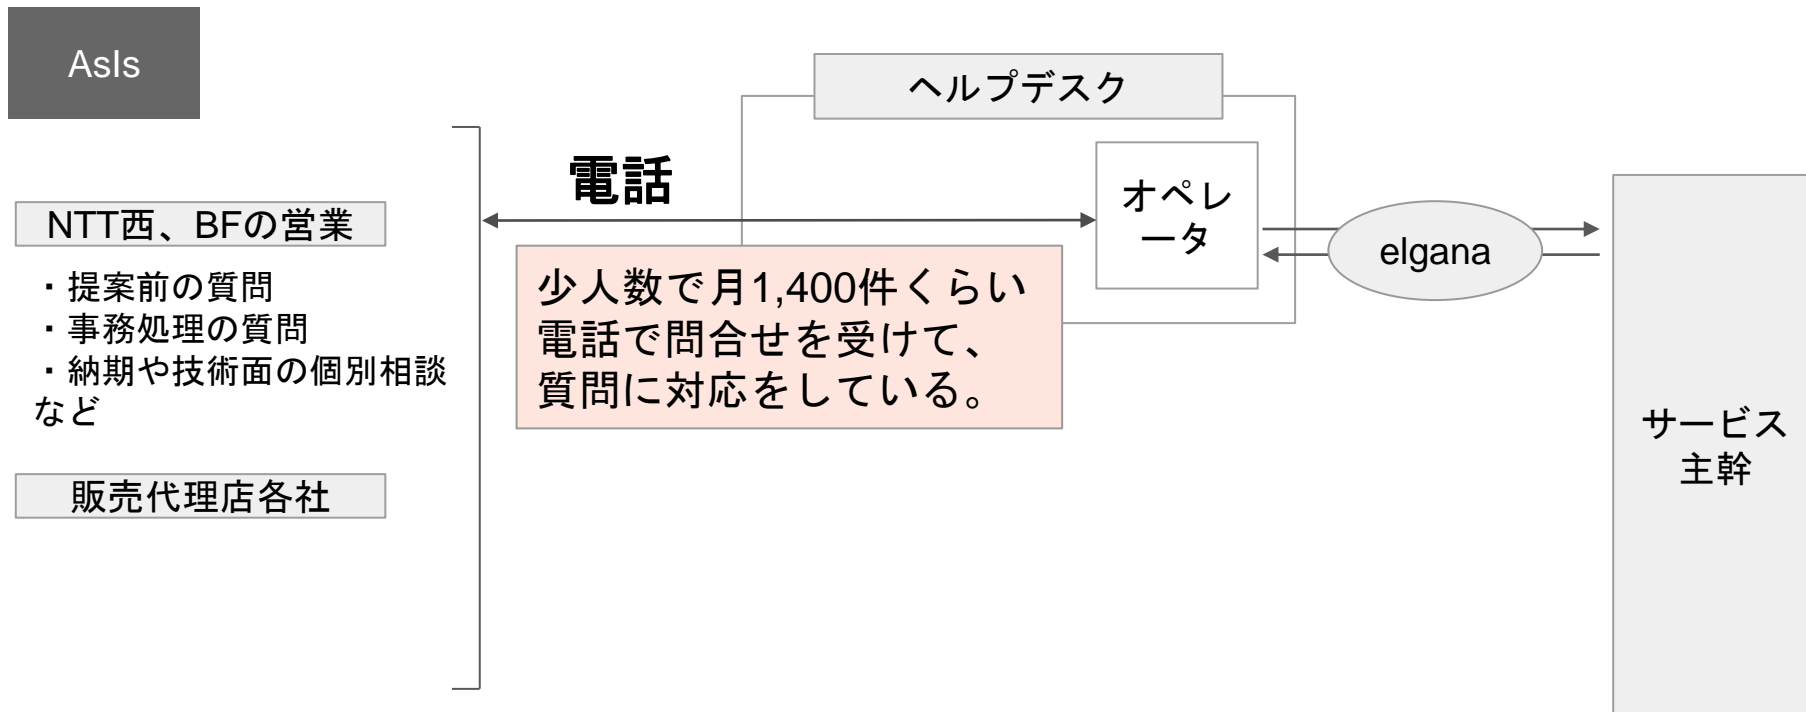 AsIs
ヘルプデスク
電話
オペレ
ータ
NTT西、BFの営業
・提案前の質問
・事務処理の質問
・納期や技術面の個別相談
など
販売代理店各社
少人数で月1,400件くらい
電話で問合せを受けて、
質問に対応をしている。
elgana
サービス
主幹